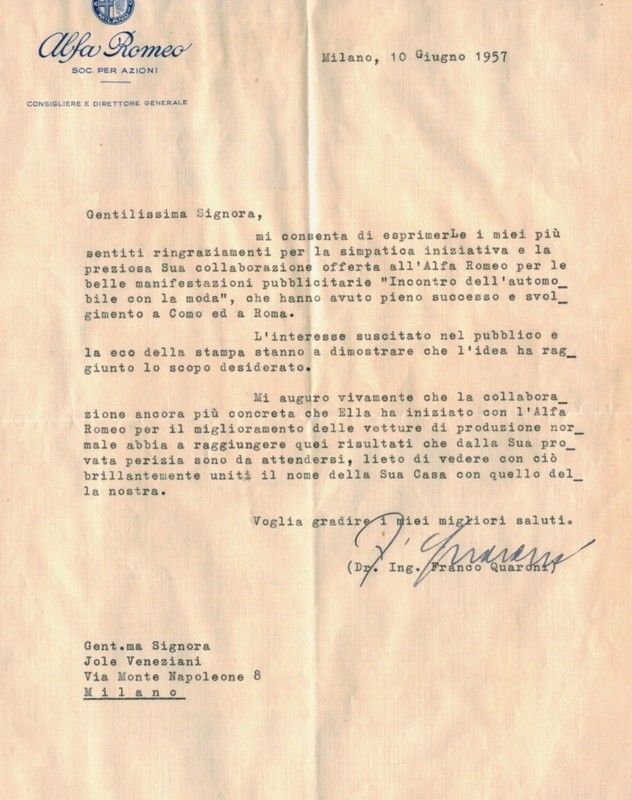 MILANO
Alfa Romeo
SOC. PER AZIONI
CONSIGLIERE E DIRETTORE GENERALE
Milano, 10 Giugno 1957
Gentilissima Signora,
mi consenta di esprimerLe i miei più
sentiti ringraziamenti per la simpatica iniziativa e la
preziosa Sua collaborazione offerta all'Alfa Romeo per le
belle manifestazioni pubblicitarie "Incontro dell'automo_
bile con la moda", che hanno avuto pieno successo e svol_
gimento a Como ed a Roma.
L'interesse suscitato nel pubblico e
la eco della stampa stanno a dimostrare che l'idea ha rag_
giunto lo scopo desiderato.
Mi auguro vivamente che la collabora_
zione ancora più concreta che Ella ha iniziato con l'Alfa
Romeo per il miglioramento delle vetture di produzione nor_
male abbia a raggiungere quei risultati che dalla Sua pro_
vata perizia sono da attendersi, lieto di vedere con ciò
brillantemente uniti il nome della Sua Casa con quello del_
la nostra.
Voglia gradire i miei migliori saluti.
(Dr. Ing. Franco Quaroni)
Gent.ma Signora
Jole Veneziani
Via Monte Napoleone 8
Milano